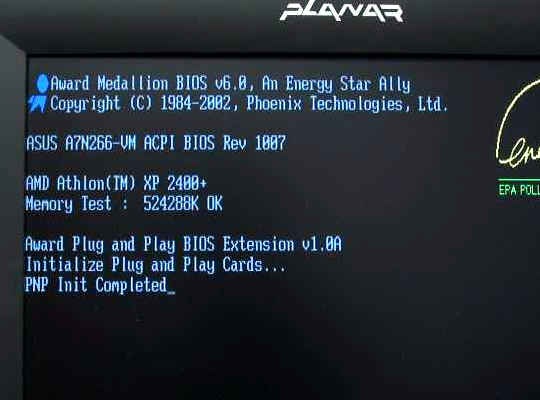 PLANAR
Award Medallion BIOS v6.0, An Energy Star Ally
Copyright (C) 1984-2002, Phoenix Technologies, Ltd.
ASUS A7N266-VM ACPI BIOS Rev 1007
AMD Athlon(TM) XP 2400+
Memory Test : 524288K OK
Award Plug and Play BIOS Extension v1.0A
Initialize Plug and Play Cards...
PNP Init Completed_
EPA POLL